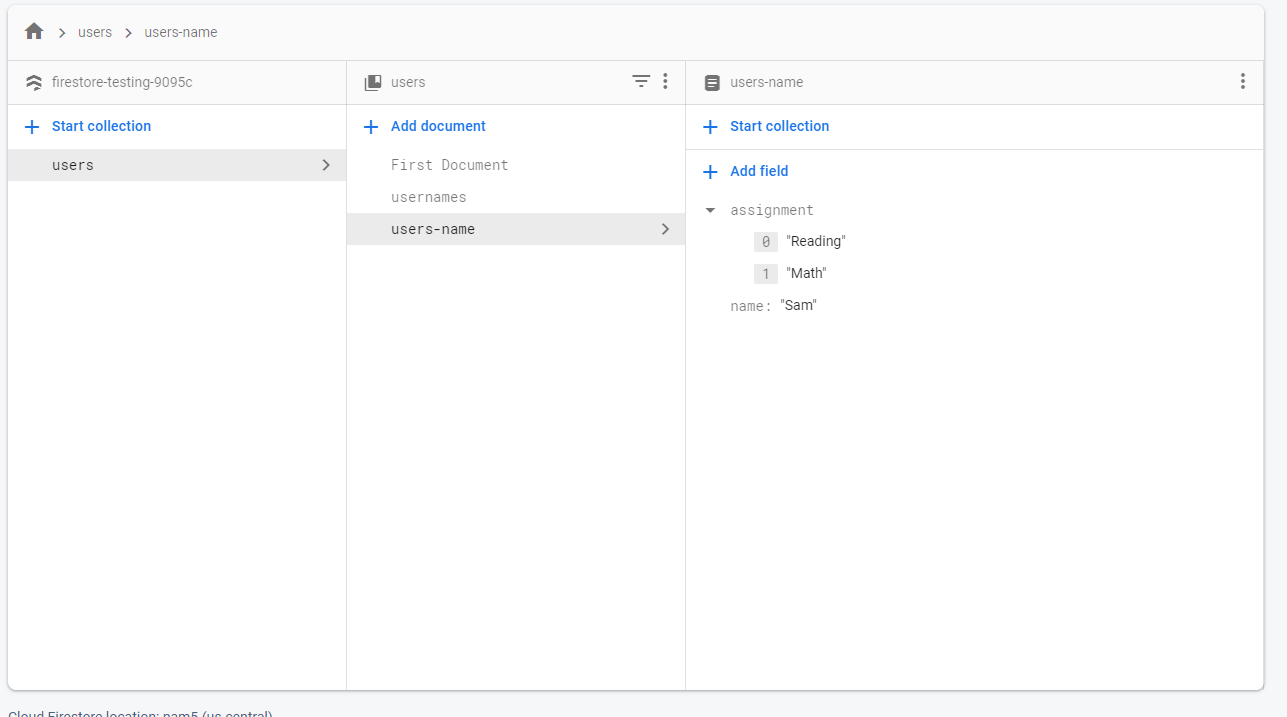 users > users-name
firestore-testing-9095c
Start collection
users
users
Add document
First Document
usernames
users-name
users-name
Start collection
Add field
assignment
0 "Reading"
1 "Math"
name: "Sam"
Cloud Firestore location: nam5 (us-central)